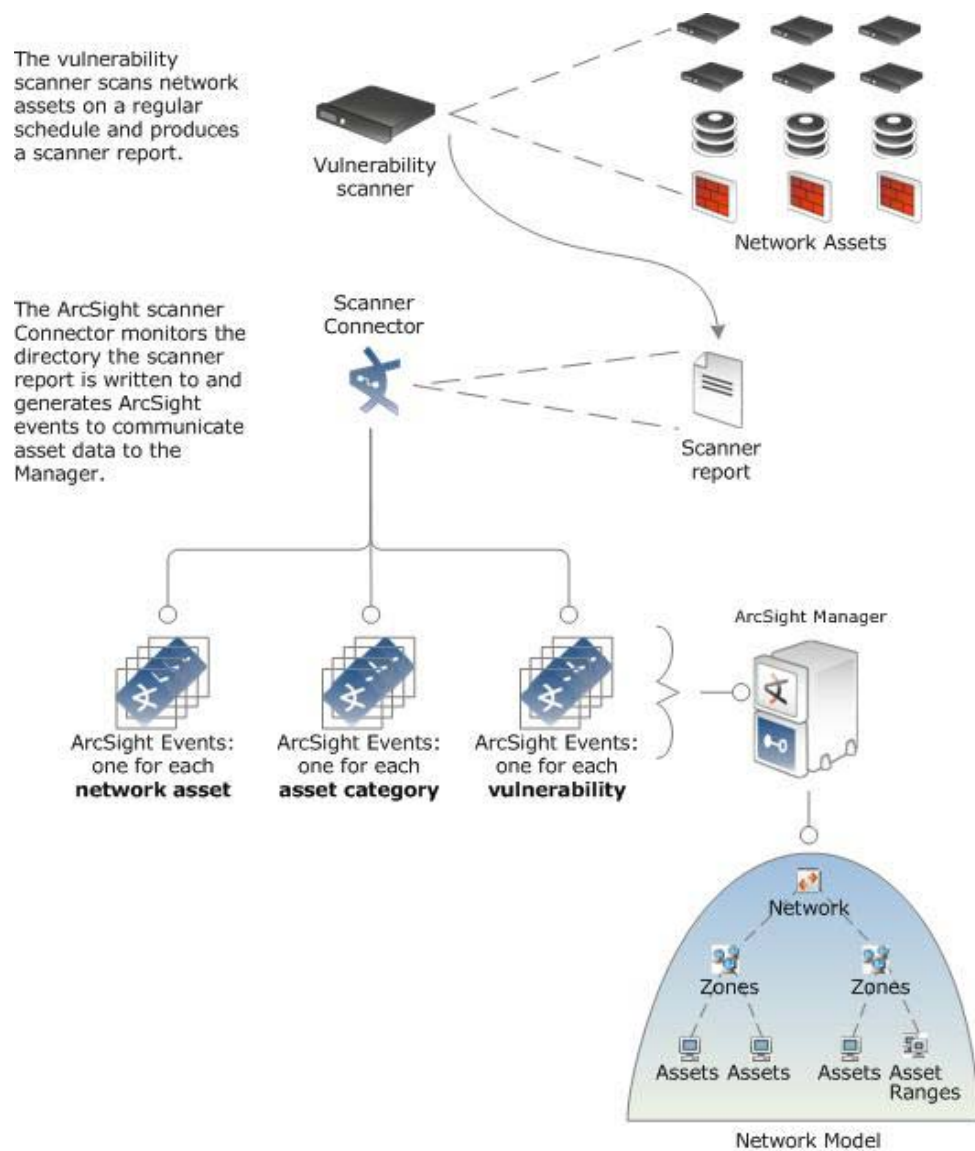 The vulnerability
scanner scans network
assets on a regular
schedule and produces
a scanner report.
Vulnerability
scanner
Network Assets
The ArcSight scanner
Connector monitors the
directory the scanner
report is written to and
generates ArcSight
events to communicate
asset data to the
Manager.
Scanner
Connector
Scanner
report
ArcSight Events:
one for each
network asset
ArcSight Events:
one for each
asset category
ArcSight Events:
one for each
vulnerability
ArcSight Manager
Network
Zones
Zones
Assets
Assets
Assets
Asset
Ranges
Network Model